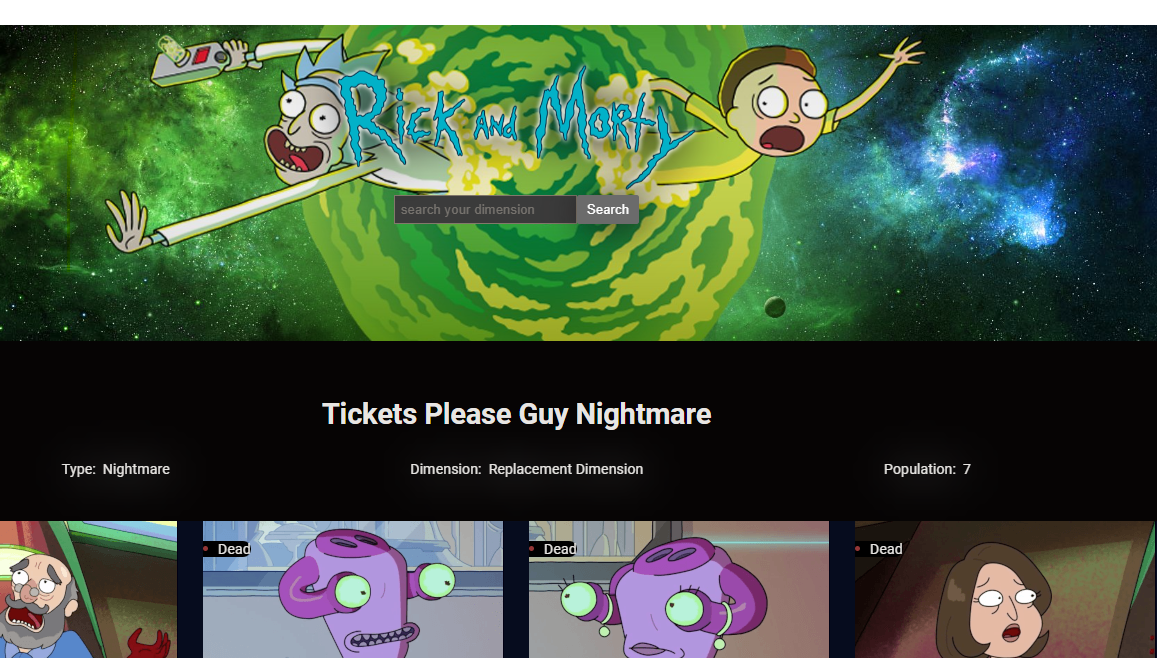 Rick and Morty
search your dimension Search
Tickets Please Guy Nightmare
Type: Nightmare Dimension: Replacement Dimension Population: 7
Dead Dead Dead